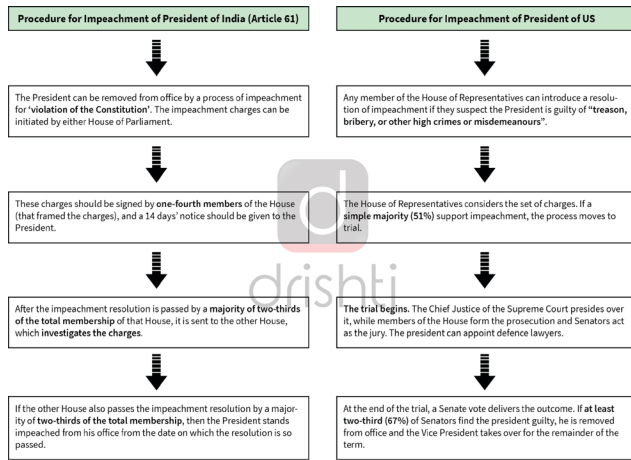 Procedure for Impeachment of President of India (Article 61)
The President can be removed from office by a process of impeachment
for ‘violation of the Constitution’. The impeachment charges can be
initiated by either House of Parliament.
These charges should be signed by one-fourth members of the House
(that framed the charges), and a 14 days’ notice should be given to the
President.
After the impeachment resolution is passed by a majority of two-thirds
of the total membership of that House, it is sent to the other House,
which investigates the charges.
If the other House also passes the impeachment resolution by a major-
ity of two-thirds of the total membership, then the President stands
impeached from his office from the date on which the resolution is so
passed.
Procedure for Impeachment of President of US
Any member of the House of Representatives can introduce a resolu-
tion of impeachment if they suspect the President is guilty of “treason,
bribery, or other high crimes or misdemeanours”.
The House of Representatives considers the set of charges. If a
simple majority (51%) support impeachment, the process moves to
trial.
The trial begins. The Chief Justice of the Supreme Court presides over
it, while members of the House form the prosecution and Senators act
as the jury. The president can appoint defence lawyers.
At the end of the trial, a Senate vote delivers the outcome. If at least
two-third (67%) of Senators find the president guilty, he is removed
from office and the Vice President takes over for the remainder of the
term.
d
drishti